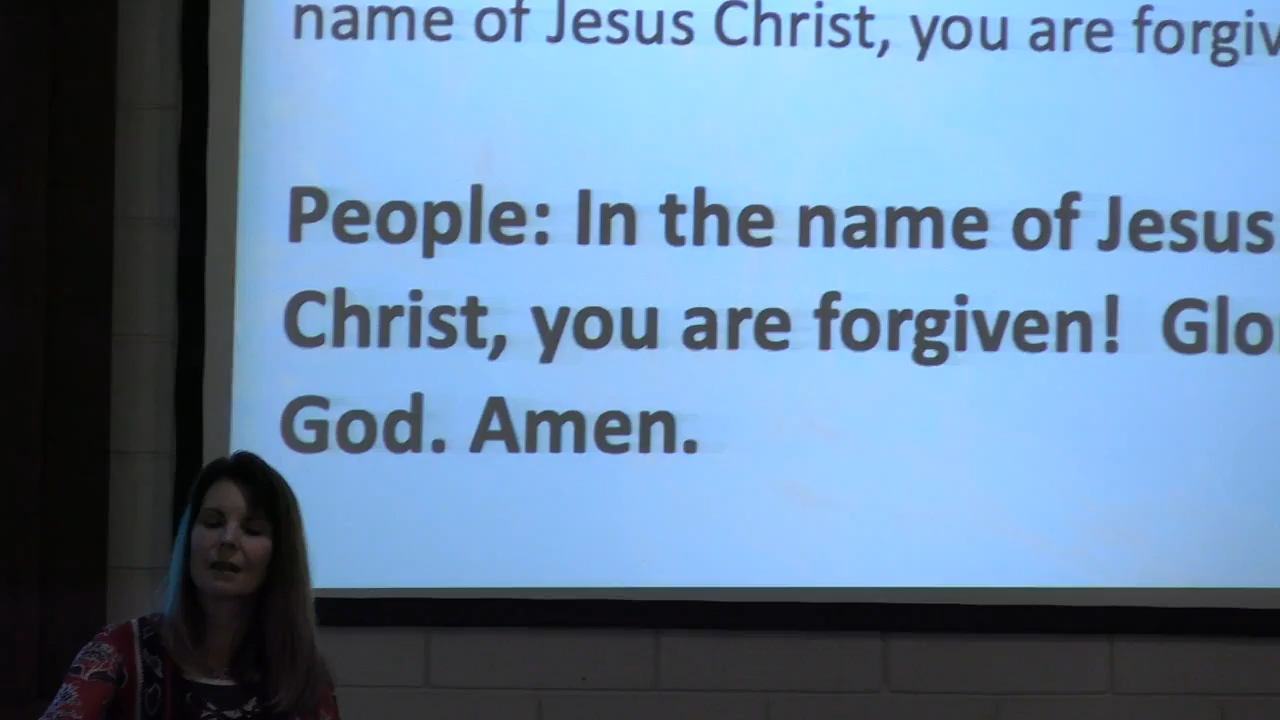 name of Jesus Christ, you are forgiv
People: In the name of Jesus
Christ, you are forgiven! Glo
God. Amen.